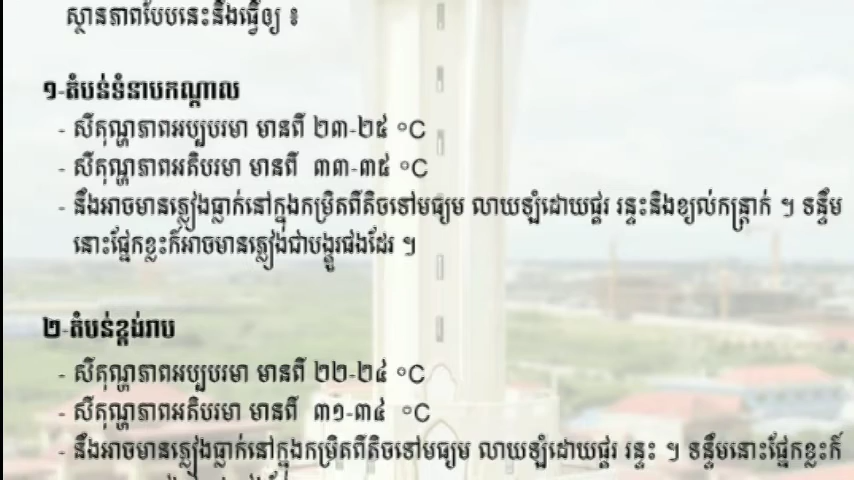 ស្ថានភាពបែបនេះនឹងធ្វើឲ្យ ៖
១-តំបន់ទំនាបកណ្តាល
- សីតុណ្ហភាពអប្បបរមា មានពី ២៣-២៥ °C
- សីតុណ្ហភាពអតិបរមា មានពី ៣៣-៣៥ °C
- នឹងអាចមានភ្លៀងធ្លាក់នៅក្នុងកម្រិតពីតិចទៅមធ្យម លាយឡំដោយផ្គរ រន្ទះនិងខ្យល់កន្ត្រាក់ ។ ទន្ទឹម
នោះផ្នែកខ្លះក៏អាចមានភ្លៀងជាបង្គួរផងដែរ ។
២-តំបន់ខ្ពង់រាប
- សីតុណ្ហភាពអប្បបរមា មានពី ២២-២៤ °C
- សីតុណ្ហភាពអតិបរមា មានពី ៣១-៣៤ °C
- នឹងអាចមានភ្លៀងធ្លាក់នៅក្នុងកម្រិតពីតិចទៅមធ្យម លាយឡំដោយផ្គរ រន្ទះ ។ ទន្ទឹមនោះផ្នែកខ្លះក៏